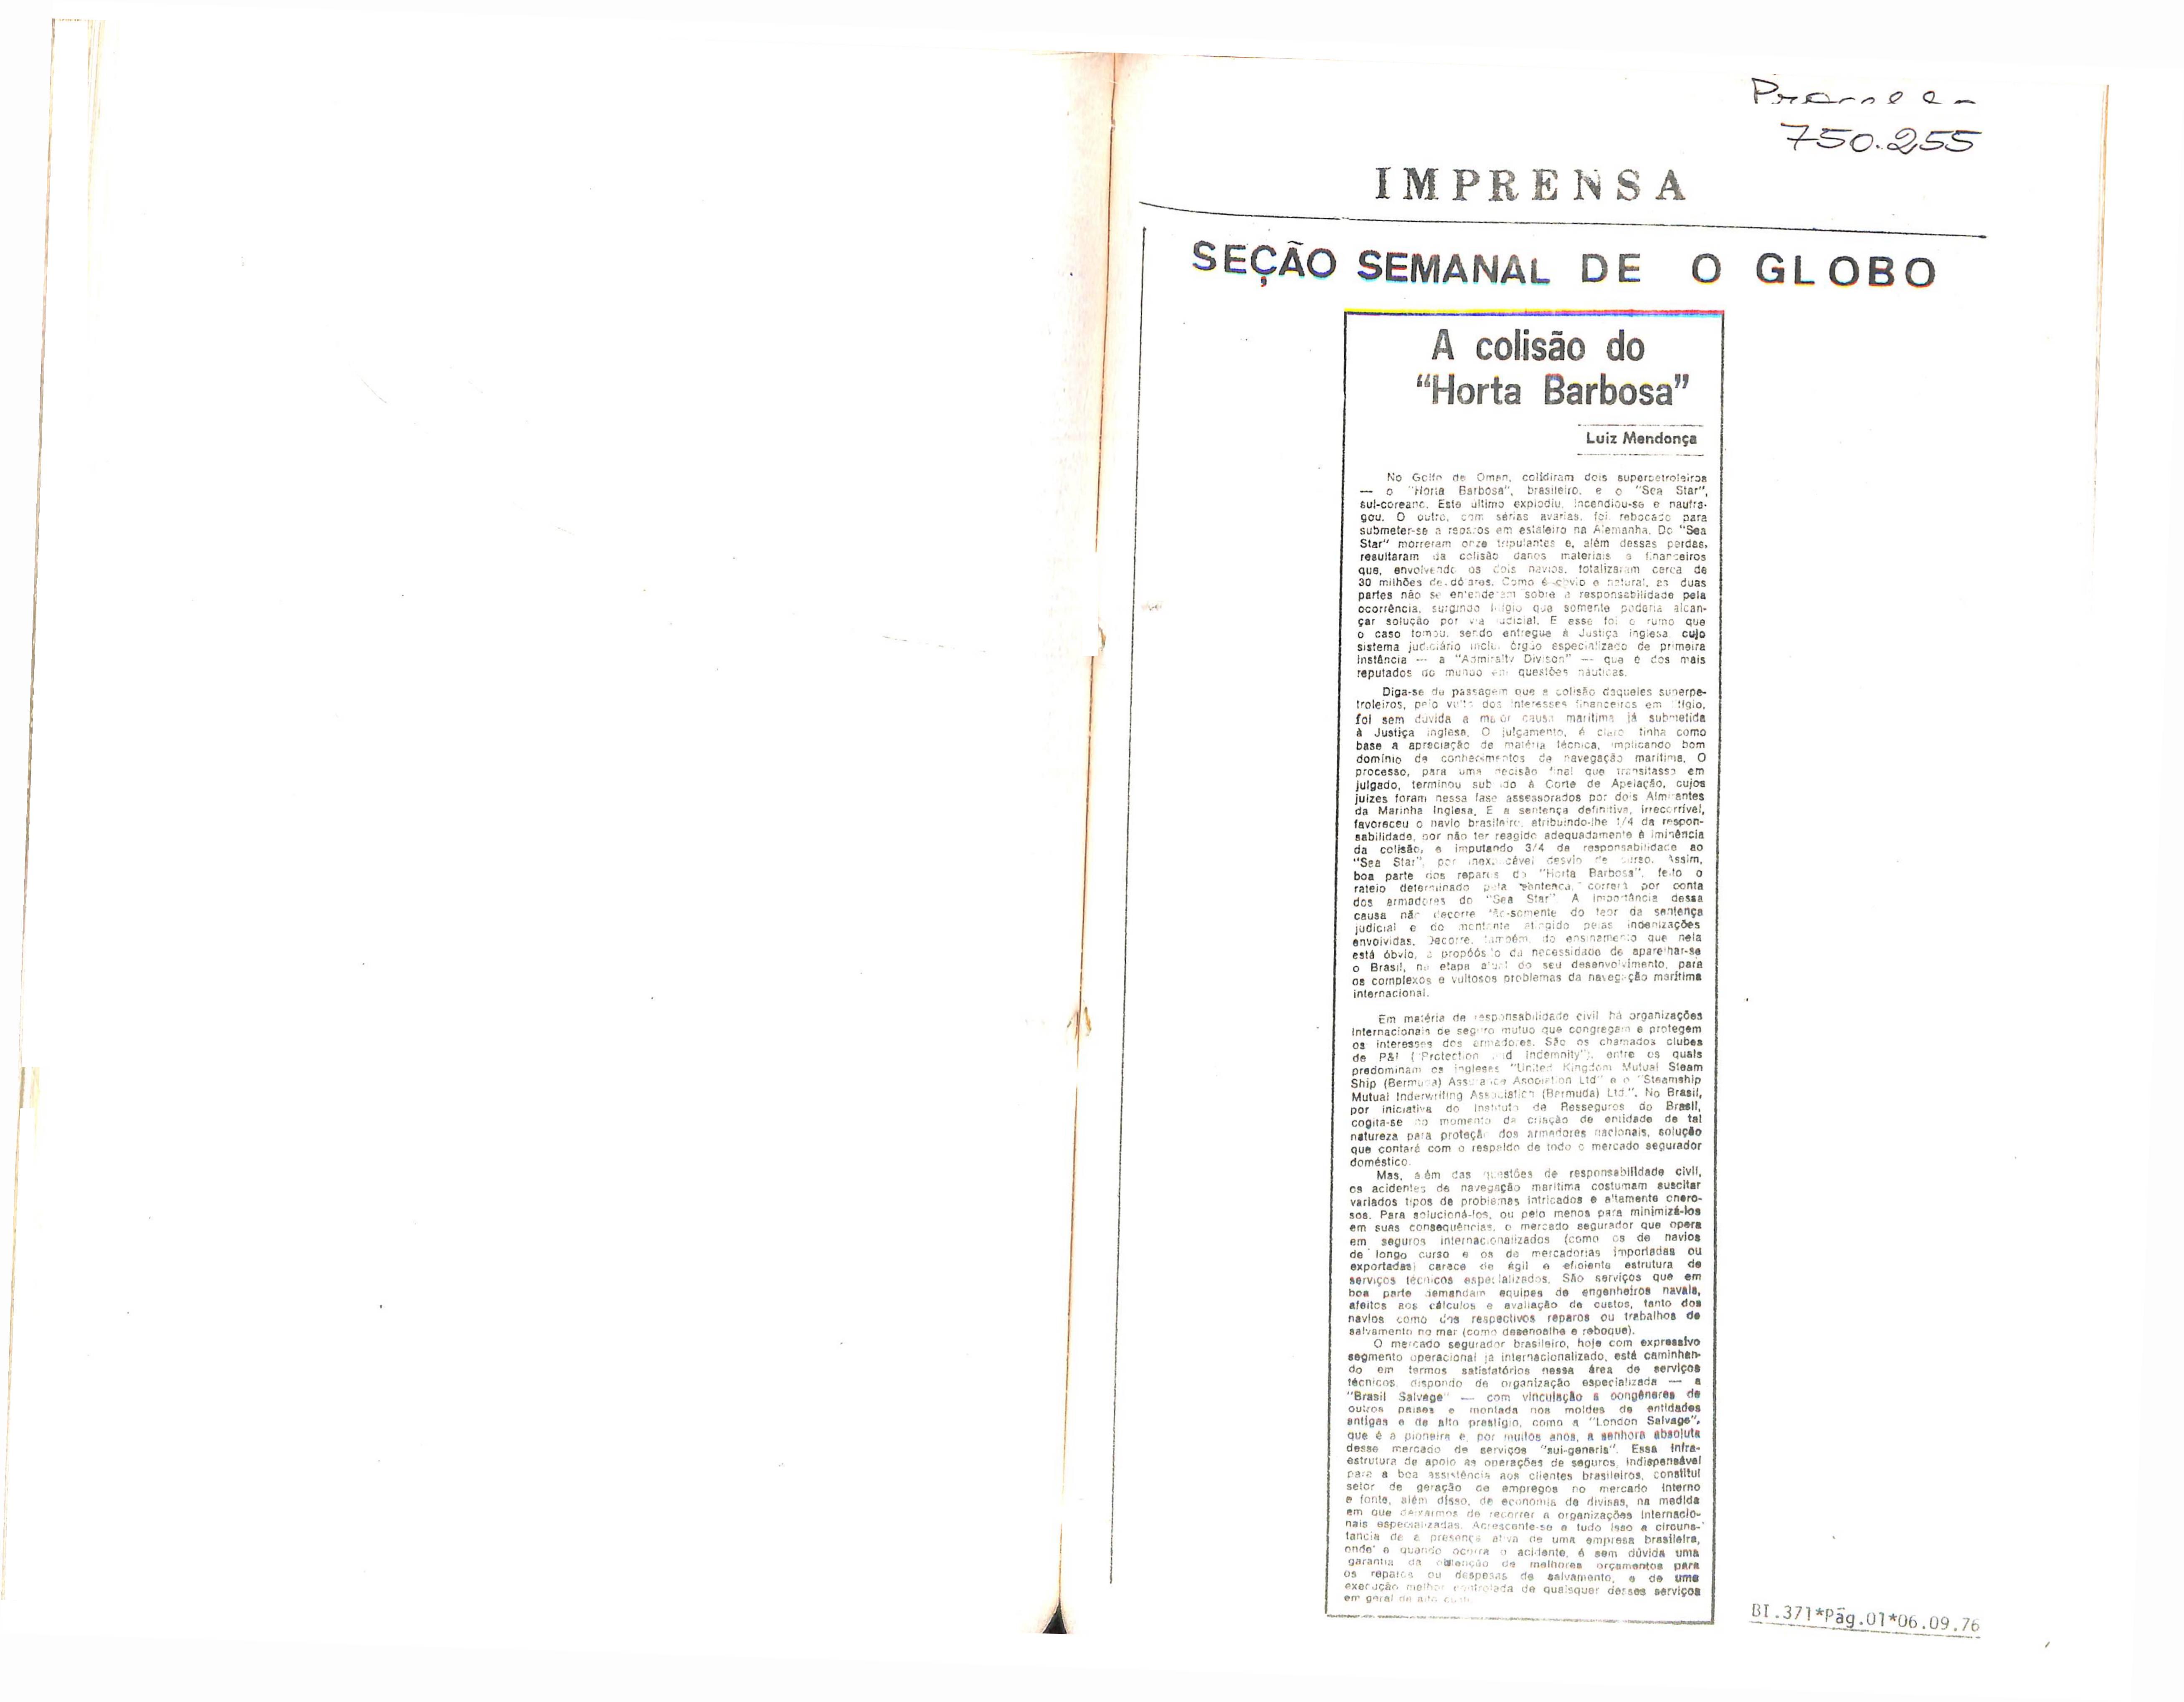 750.255
IMPRENSA
SEÇÃO SEMANAL DE O GLOBO
A colisão do
"Horta Barbosa"
Luiz Mendonça
No Golfo de Oman, colidiram dois superpetroleiros
— o "Horta Barbosa", brasileiro, e o "Sea Star",
sul-coreano. Este último explodiu, incendiou-se e naufra-
gou. O outro, com sérias avarias, foi rebocado para
submeter-se a reparos em estaleiro na Alemanha. Do "Sea
Star" morreram onze tripulantes e, além dessas perdas,
resultaram da colisão danos materiais e financeiros
que, envolvendo os dois navios, totalizaram cerca de
30 milhões de dólares. Como é óbvio e natural, as duas
partes não se entenderam sobre a responsabilidade pela
ocorrência, surgindo litígio que somente poderia alcan-
çar solução por via judicial. E esse foi o rumo que
o caso tomou, sendo entregue à Justiça inglesa, cujo
sistema judiciário inclui órgão especializado de primeira
instância — a "Admiralty Divison" — que é dos mais
reputados do mundo em questões náuticas.
Diga-se de passagem que a colisão daqueles superpe-
troleiros, pelo vulto dos interesses financeiros em litígio,
foi sem dúvida a maior causa marítima já submetida
à Justiça inglesa. O julgamento, é claro tinha como
base a apreciação de matéria técnica, implicando bom
domínio de conhecimentos de navegação marítima. O
processo, para uma decisão final que transitasse em
julgado, terminou subindo à Corte de Apelação, cujos
juízes foram nessa fase assessorados por dois Almirantes
da Marinha Inglesa. E a sentença definitiva, irrecorrível,
favoreceu o navio brasileiro, atribuindo-lhe 1/4 da respon-
sabilidade, por não ter reagido adequadamente à iminência
da colisão, e imputando 3/4 de responsabilidade ao
"Sea Star", por inexplicável desvio de curso. Assim,
boa parte dos reparos do "Horta Barbosa", feito o
rateio determinado pela sentença, correrá por conta
dos armadores do "Sea Star" A importância dessa
causa não decorre tão-somente do teor da sentença
judicial e do montante atingido pelas indenizações
envolvidas. Decorre, também, do ensinamento que nela
está óbvio, a propóósito da necessidade de aparelhar-se
o Brasil, na etapa atual do seu desenvolvimento, para
os complexos e vultosos problemas da navegação marítima
internacional.
Em matéria de responsabilidade civil há organizações
internacionais de seguro mutuo que congregam e protegem
os interesses dos armadores. São os chamados clubes
de P&I ("Protection and Indemnity"), entre os quais
predominam os ingleses "United Kingdom Mutual Steam
Ship (Bermuda) Assurance Asociation Ltd" e o "Steamship
Mutual Inderwriting Association (Bermuda) Ltd.". No Brasil,
por iniciativa do Instituto de Resseguros do Brasil,
cogita-se no momento da criação de entidade de tal
natureza para proteção dos armadores nacionais, solução
que contará com o respaldo de todo o mercado segurador
doméstico.
Mas, além das questões de responsabilidade civil,
os acidentes de navegação marítima costumam suscitar
variados tipos de problemas intricados e altamente onero-
sos. Para solucioná-los, ou pelo menos para minimizá-los
em suas consequências, o mercado segurador que opera
em seguros internacionalizados (como os de navios
de longo curso e os de mercadorias importadas ou
exportadas) carece de ágil e eficiente estrutura de
serviços técnicos especializados. São serviços que em
boa parte demandam equipes de engenheiros navais,
afeitos aos cálculos e avaliação de custos, tanto dos
navios como dos respectivos reparos ou trabalhos de
salvamento no mar (como desencalhe e reboque).
O mercado segurador brasileiro, hoje com expressivo
segmento operacional já internacionalizado, está caminhan-
do em termos satisfatórios nessa área de serviços
técnicos, dispondo de organização especializada — a
"Brasil Salvage" — com vinculação a congêneres de
outros países e montada nos moldes de entidades
antigas e de alto prestígio, como a "London Salvage",
que é a pioneira e, por muitos anos, a senhora absoluta
desse mercado de serviços "sui-generis". Essa infra-
estrutura de apoio as operações de seguros, indispensável
para a boa assistência aos clientes brasileiros, constitui
setor de geração de empregos no mercado interno
e fonte, além disso, de economia de divisas, na medida
em que deixarmos de recorrer a organizações internacio-
nais especializadas. Acrescente-se a tudo isso a circuns-
tancia de a presença ativa de uma empresa brasileira,
onde e quando ocorra o acidente, é sem dúvida uma
garantia da obtenção de melhores orçamentos para
os reparos ou despesas de salvamento, e de uma
execução melhor controlada de quaisquer desses serviços
em geral de alto custo.
BI.371*Pãg.01*06.09.76